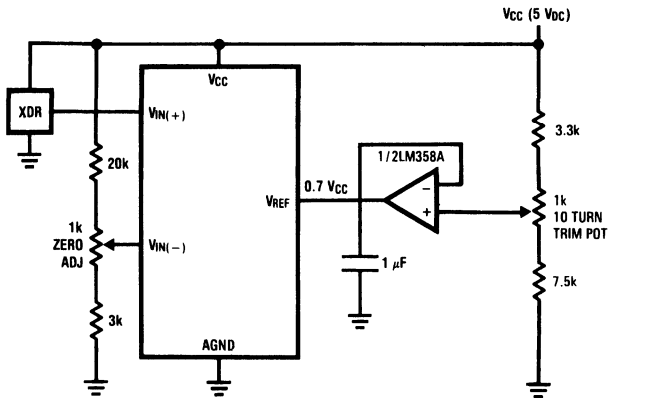 VCC (5 VDC)
VCC
XDR
VIN(+)
3.3k
20k
1/2LM358A
0.7 VCC
VREF
−
+
1k
10 TURN
TRIM POT
1k
ZERO
ADJ
VIN(−)
1 μF
7.5k
3k
AGND